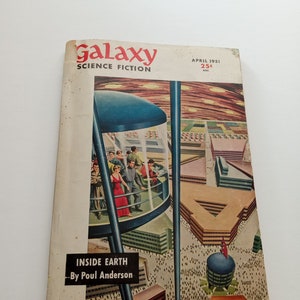 Galaxy
SCIENCE FICTION
APRIL 1951
25¢
INSIDE EARTH
By Poul Anderson